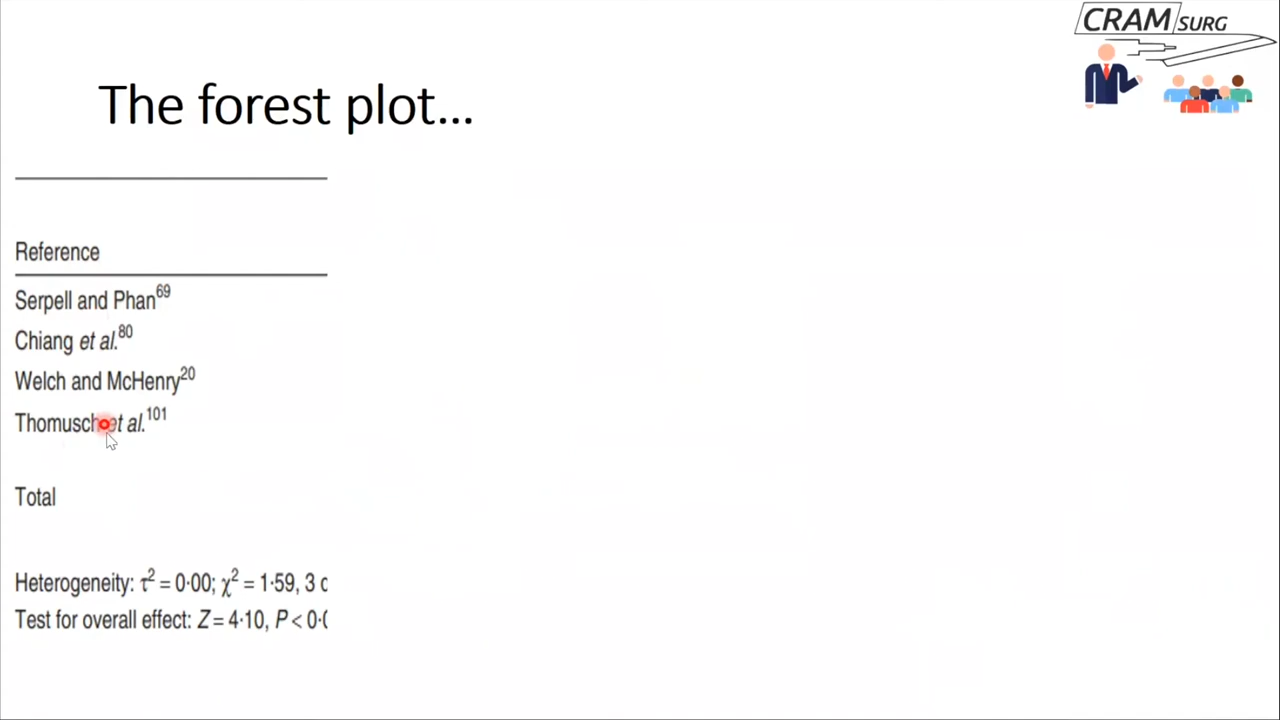 CRAM SURG
The forest plot...
Reference
Serpell and Phan69
Chiang et al.80
Welch and McHenry20
Thomusch et al.101
Total
Heterogeneity: τ2 = 0·00; χ2 = 1·59, 3
Test for overall effect: Z = 4·10, P < 0·